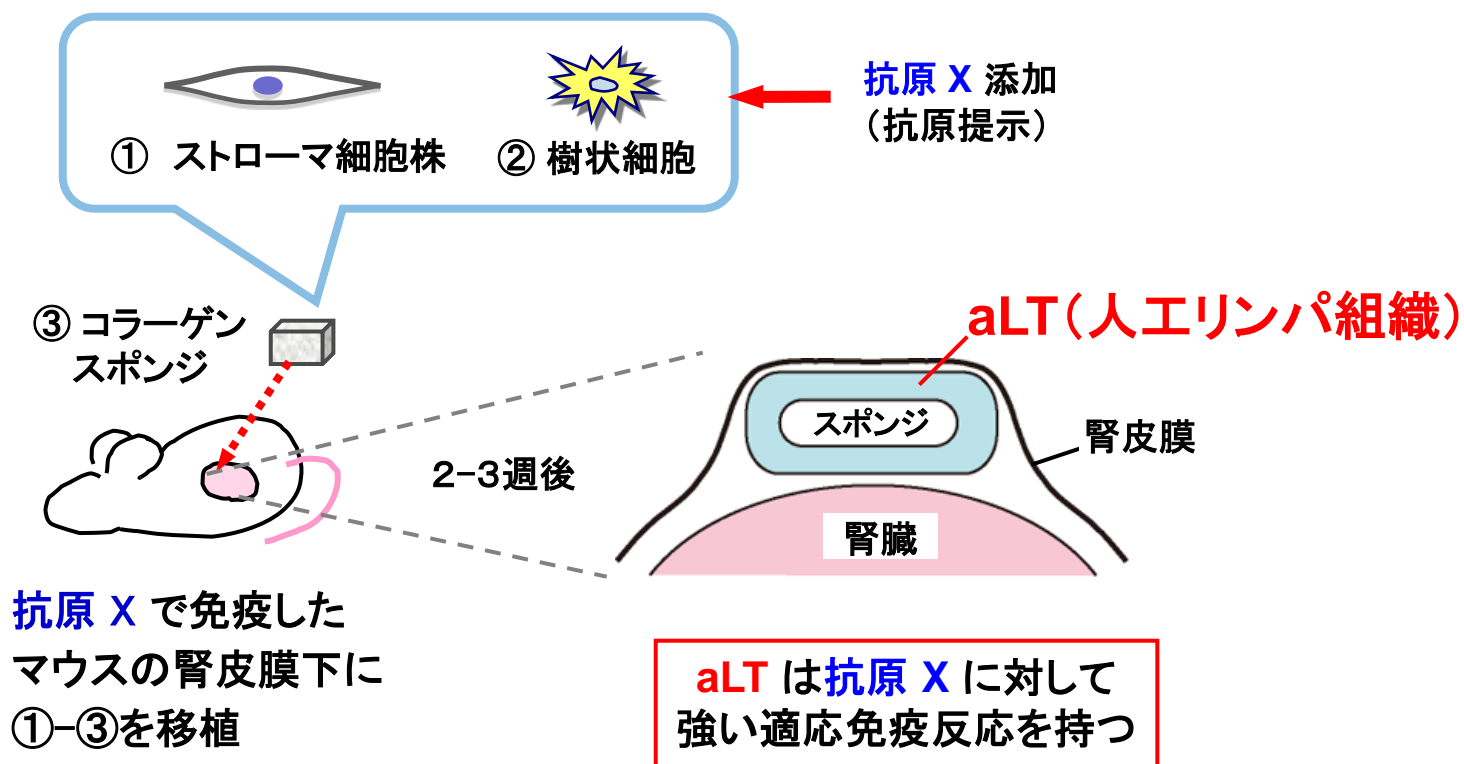 ① ストローマ細胞株
② 樹状細胞
抗原 X 添加
（抗原提示）
③ コラーゲン
スポンジ
aLT（人工リンパ組織）
スポンジ
腎皮膜
2-3週後
腎臓
抗原 X で免疫した
マウスの腎皮膜下に
①-③を移植
aLT は抗原 X に対して
強い適応免疫反応を持つ